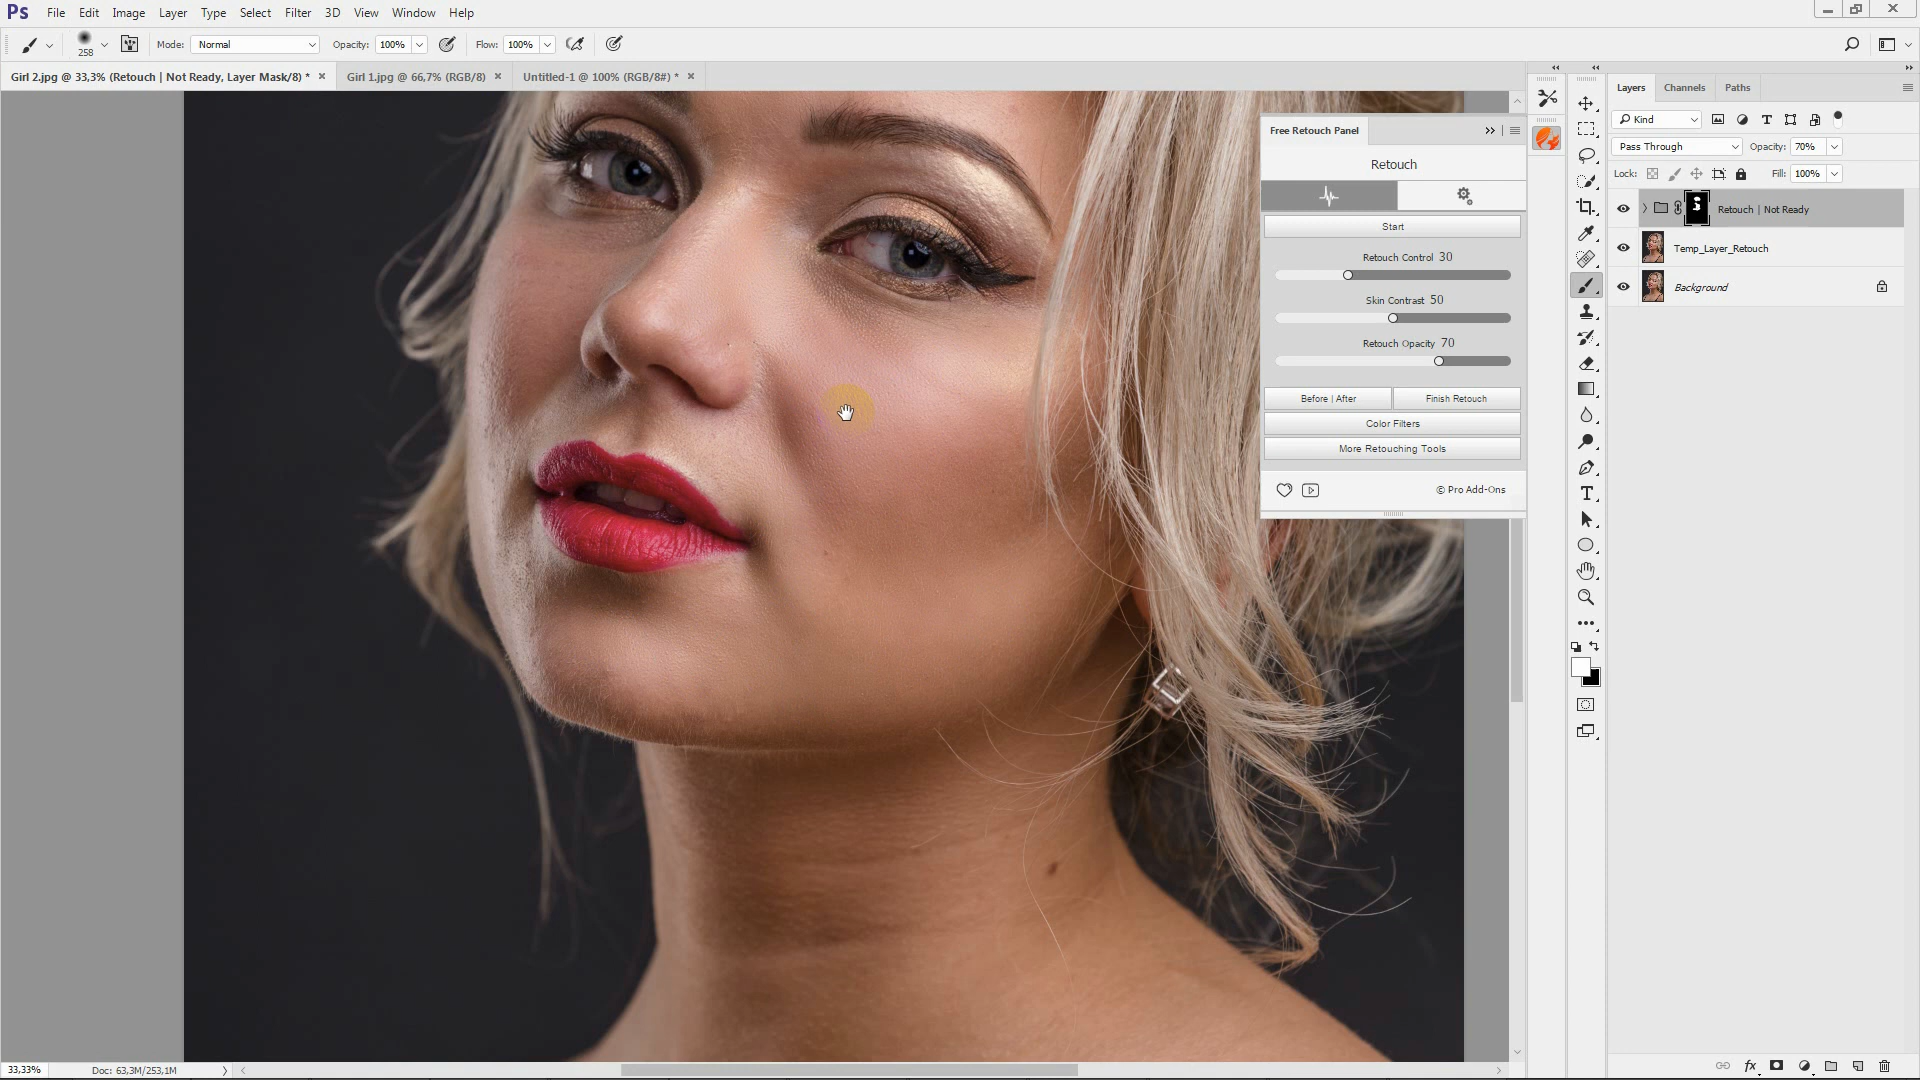 Ps File Edit Image Layer Type Select Filter 3D View Window Help
258 Mode: Normal Opacity: 100% Flow: 100%
Girl 2.jpg @ 33,3% (Retouch | Not Ready, Layer Mask/8) * × Girl 1.jpg @ 66,7% (RGB/8) × Untitled-1 @ 100% (RGB/8#) * ×
Layers Channels Paths
Kind
Pass Through Opacity: 70%
Lock: Fill: 100%
Retouch | Not Ready
Temp_Layer_Retouch
Background
Free Retouch Panel
Retouch
Start
Retouch Control 30
Skin Contrast 50
Retouch Opacity 70
Before | After Finish Retouch
Color Filters
More Retouching Tools
© Pro Add-Ons
33,33% Doc: 63,3M/253,1M